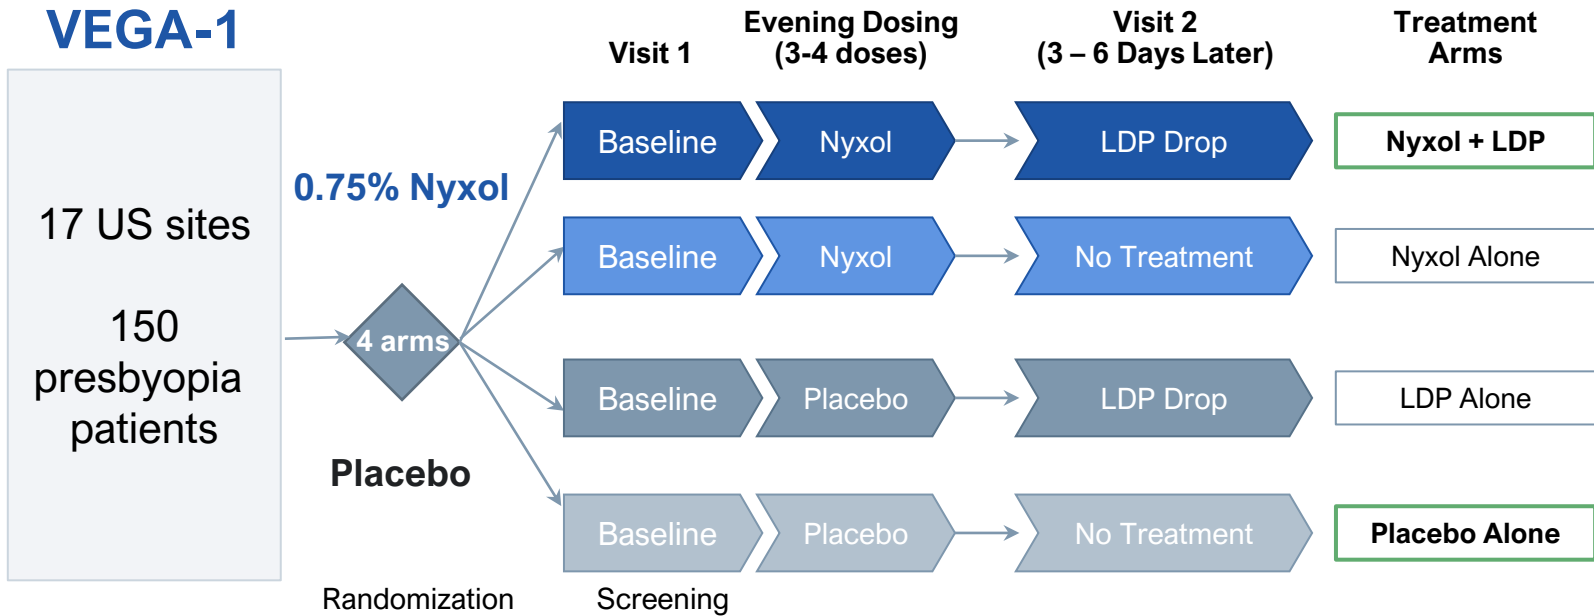 VEGA-1
17 US sites
150
presbyopia
patients
0.75% Nyxol
4 arms
Placebo
Randomization
Screening
Visit 1
Evening Dosing
(3-4 doses)
Visit 2
(3 – 6 Days Later)
Treatment
Arms
Baseline
Nyxol
LDP Drop
Nyxol + LDP
Baseline
Nyxol
No Treatment
Nyxol Alone
Baseline
Placebo
LDP Drop
LDP Alone
Baseline
Placebo
No Treatment
Placebo Alone